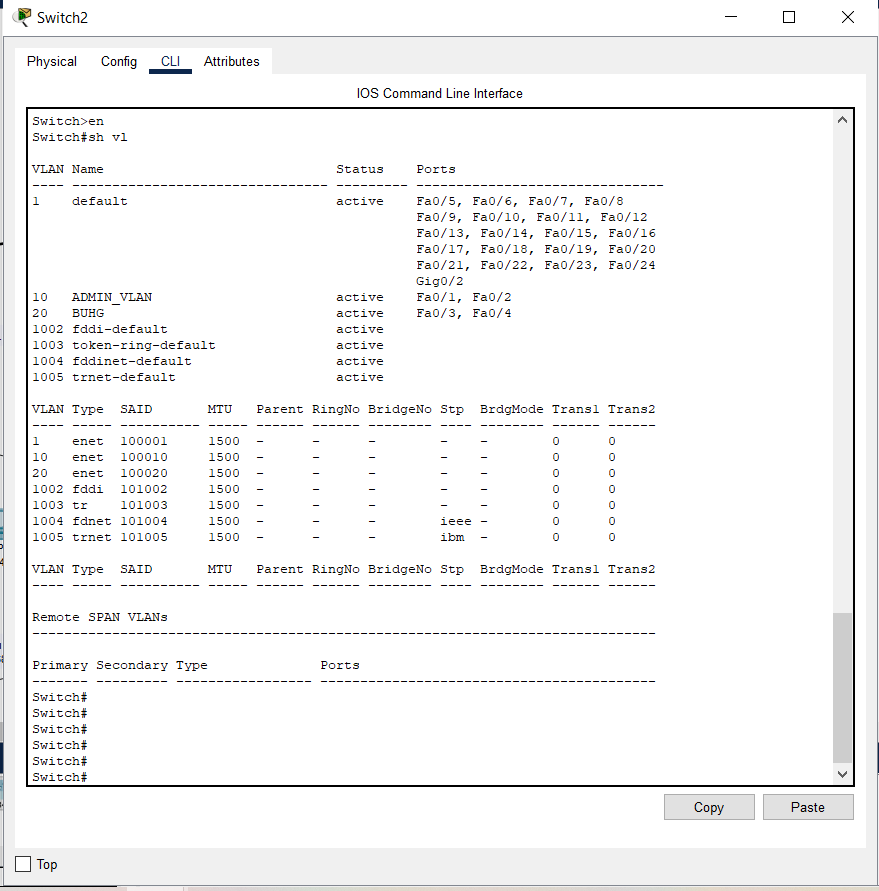 Switch2
Physical Config CLI Attributes
IOS Command Line Interface
Switch>en
Switch#sh vl
VLAN Name                             Status    Ports
---- -------------------------------- --------- -------------------------------
1    default                          active    Fa0/5, Fa0/6, Fa0/7, Fa0/8
                                                Fa0/9, Fa0/10, Fa0/11, Fa0/12
                                                Fa0/13, Fa0/14, Fa0/15, Fa0/16
                                                Fa0/17, Fa0/18, Fa0/19, Fa0/20
                                                Fa0/21, Fa0/22, Fa0/23, Fa0/24
                                                Gig0/2
10   ADMIN_VLAN                       active    Fa0/1, Fa0/2
20   BUHG                             active    Fa0/3, Fa0/4
1002 fddi-default                     active
1003 token-ring-default               active
1004 fddinet-default                  active
1005 trnet-default                    active
VLAN Type  SAID       MTU   Parent RingNo BridgeNo Stp  BrdgMode Trans1 Trans2
---- ----- ---------- ----- ------ ------ -------- ---- -------- ------ ------
1    enet  100001     1500  -      -      -        -    -        0      0
10   enet  100010     1500  -      -      -        -    -        0      0
20   enet  100020     1500  -      -      -        -    -        0      0
1002 fddi  101002     1500  -      -      -        -    -        0      0
1003 tr    101003     1500  -      -      -        -    -        0      0
1004 fdnet 101004     1500  -      -      -        ieee -        0      0
1005 trnet 101005     1500  -      -      -        ibm  -        0      0
VLAN Type  SAID       MTU   Parent RingNo BridgeNo Stp  BrdgMode Trans1 Trans2
---- ----- ---------- ----- ------ ------ -------- ---- -------- ------ ------
Remote SPAN VLANs
------------------------------------------------------------------------------
Primary Secondary Type              Ports
------- --------- ----------------- ------------------------------------------
Switch#
Switch#
Switch#
Switch#
Switch#
Switch#
Copy Paste
Top